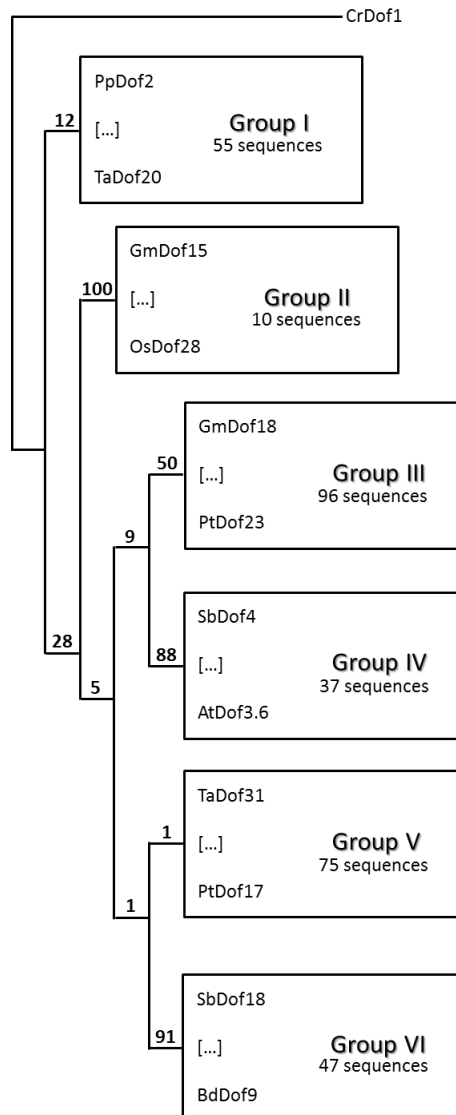 CrDof1
12
PpDof2
[...]
TaDof20
Group I
55 sequences
100
GmDof15
[...]
OsDof28
Group II
10 sequences
50
GmDof18
[...]
PtDof23
Group III
96 sequences
9
28
5
88
SbDof4
[...]
AtDof3.6
Group IV
37 sequences
1
TaDof31
[...]
PtDof17
Group V
75 sequences
1
91
SbDof18
[...]
BdDof9
Group VI
47 sequences